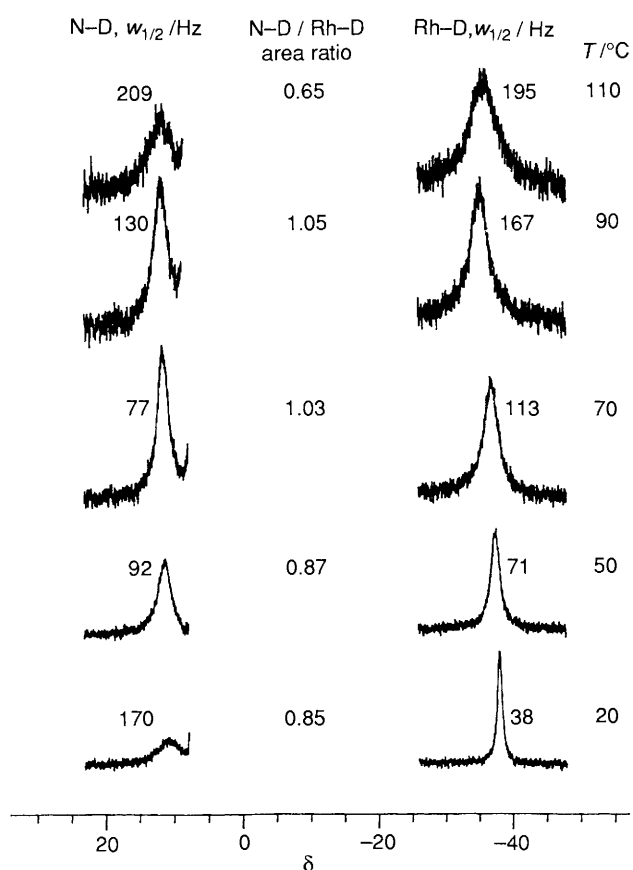 N–D, w1/2 /Hz N–D / Rh–D Rh–D, w1/2 / Hz
area ratio T /°C
209 0.65 195 110
130 1.05 167 90
77 1.03 113 70
92 0.87 71 50
170 0.85 38 20
20 0 –20 –40
δ